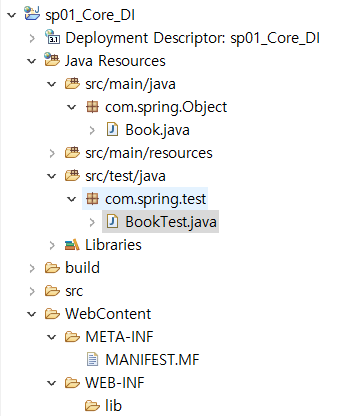 sp01_Core_DI
Deployment Descriptor: sp01_Core_DI
Java Resources
src/main/java
com.spring.Object
Book.java
src/main/resources
src/test/java
com.spring.test
BookTest.java
Libraries
build
src
WebContent
META-INF
MANIFEST.MF
WEB-INF
lib